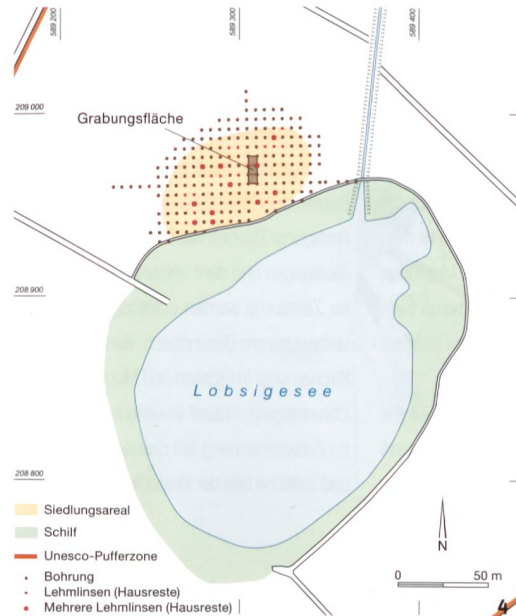 589 200
589 300
589 400
209 000
Grabungsfläche
208 900
Lobsigesee
208 800
Siedlungsareal
Schilf
Unesco-Pufferzone
Bohrung
Lehmlinsen (Hausreste)
Mehrere Lehmlinsen (Hausreste)
N
0 50 m
4